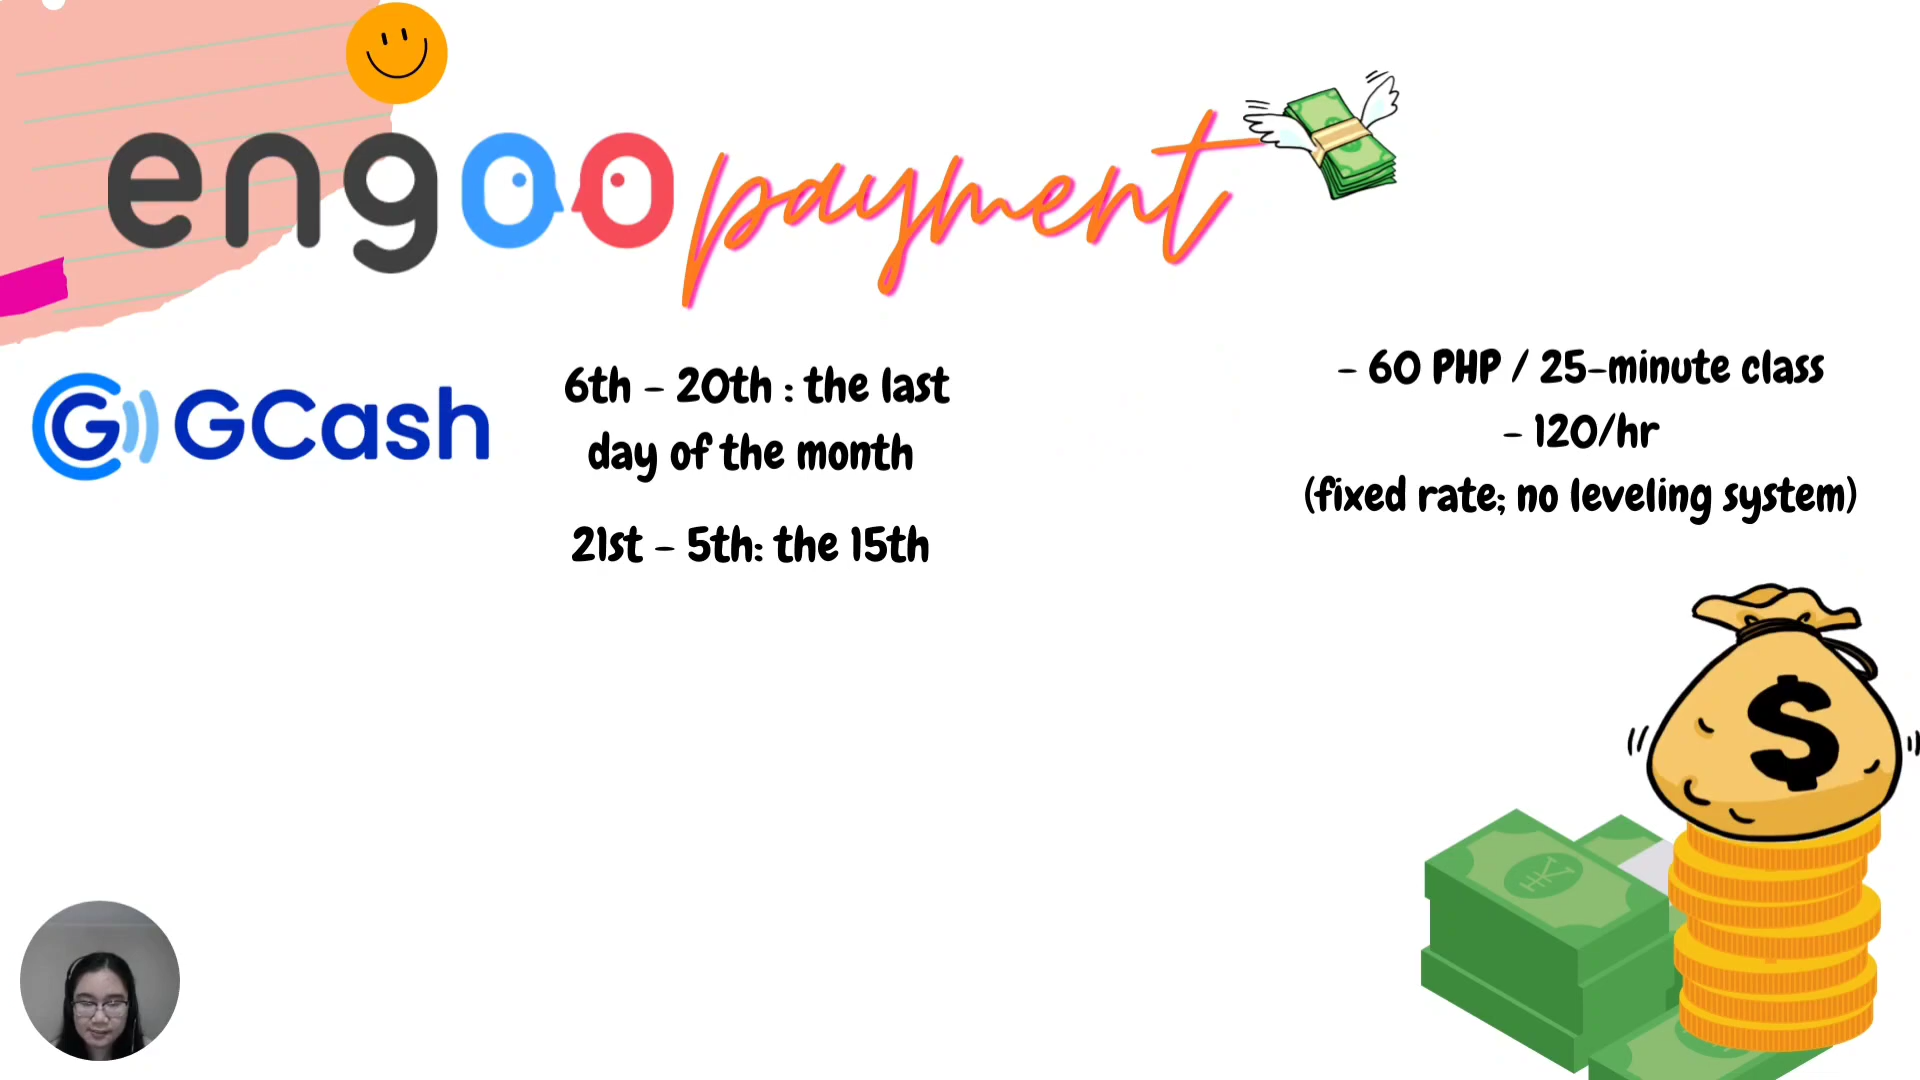 engoo payment
GCash
6th - 20th : the last
day of the month
21st - 5th: the 15th
- 60 PHP / 25-minute class
- 120/hr
(fixed rate; no leveling system)
$